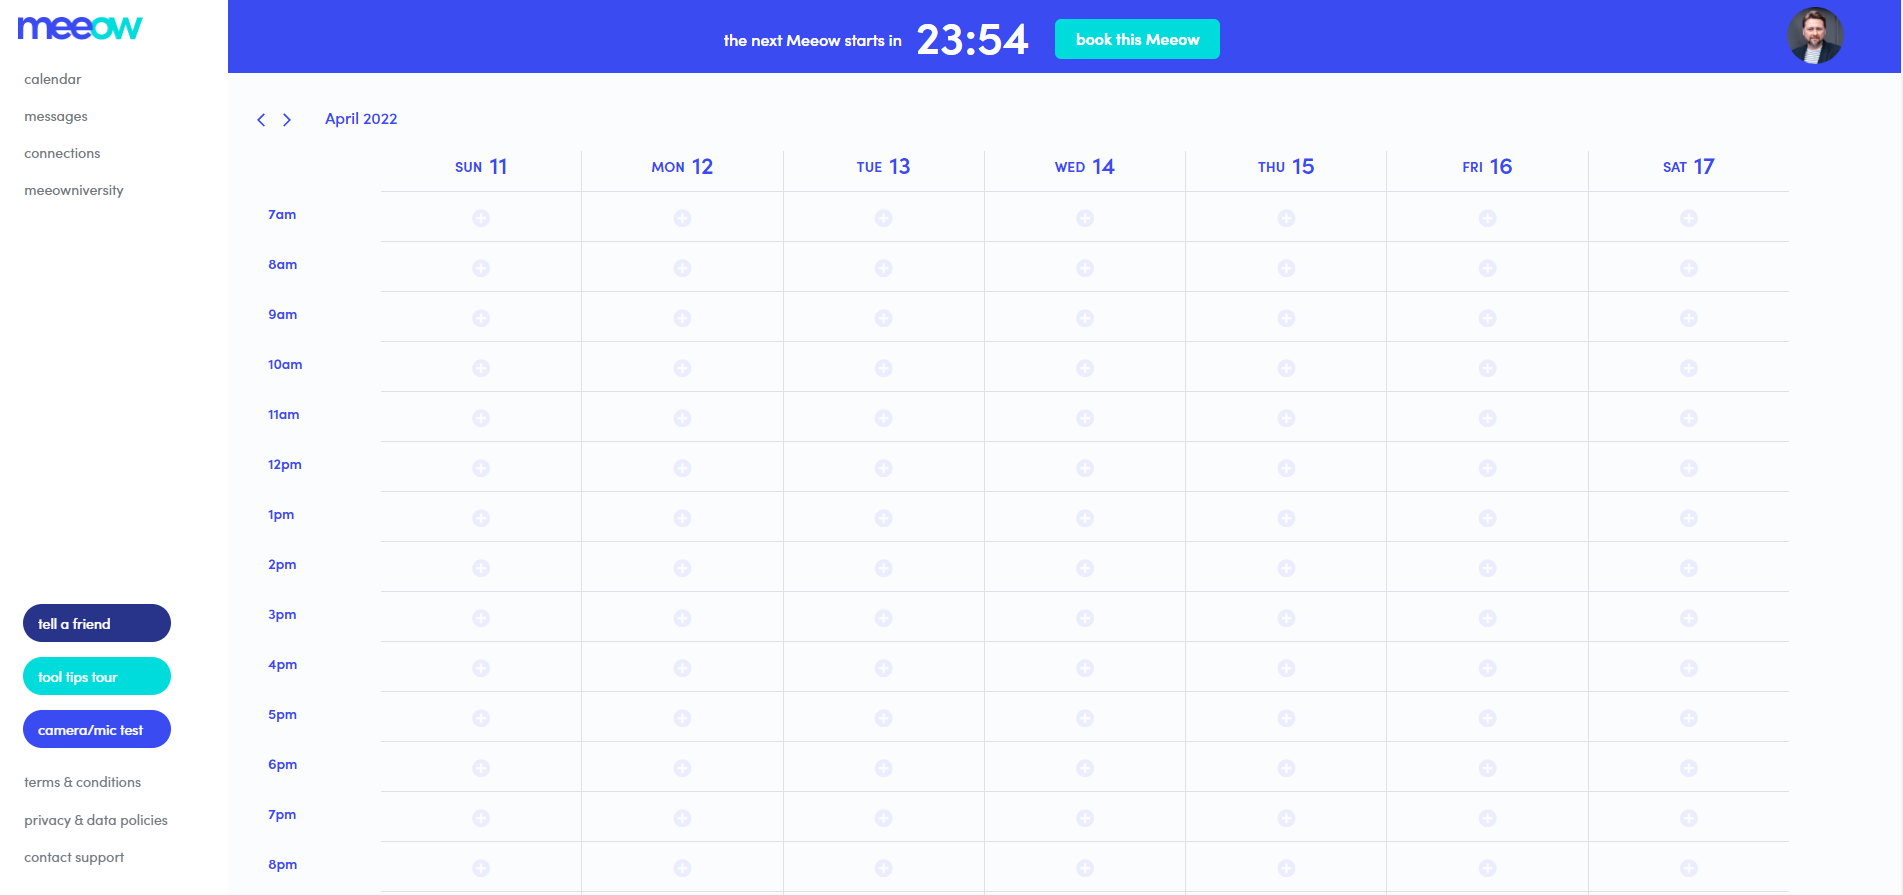 meeow
the next Meeow starts in 23:54 book this Meeow
calendar
messages
connections
meeowniversity
April 2022
SUN 11 MON 12 TUE 13 WED 14 THU 15 FRI 16 SAT 17
7am
8am
9am
10am
11am
12pm
1pm
2pm
3pm
4pm
5pm
6pm
7pm
8pm
tell a friend
tool tips tour
camera/mic test
terms & conditions
privacy & data policies
contact support